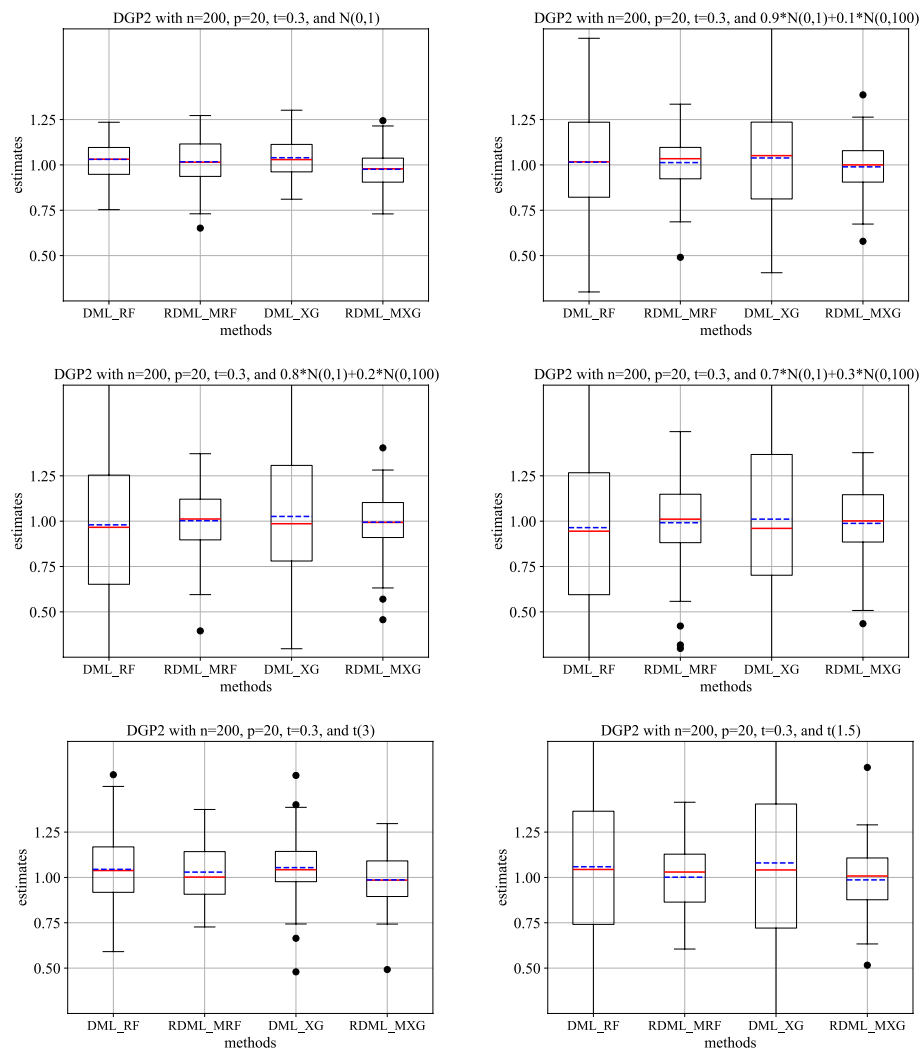 DGP2 with n=200, p=20, t=0.3, and N(0,1)
1.25
1.00
0.75
0.50
estimates
DML_RF RDML_MRF DML_XG RDML_MXG
methods
DGP2 with n=200, p=20, t=0.3, and 0.9*N(0,1)+0.1*N(0,100)
1.25
1.00
0.75
0.50
estimates
DML_RF RDML_MRF DML_XG RDML_MXG
methods
DGP2 with n=200, p=20, t=0.3, and 0.8*N(0,1)+0.2*N(0,100)
1.25
1.00
0.75
0.50
estimates
DML_RF RDML_MRF DML_XG RDML_MXG
methods
DGP2 with n=200, p=20, t=0.3, and 0.7*N(0,1)+0.3*N(0,100)
1.25
1.00
0.75
0.50
estimates
DML_RF RDML_MRF DML_XG RDML_MXG
methods
DGP2 with n=200, p=20, t=0.3, and t(3)
1.25
1.00
0.75
0.50
estimates
DML_RF RDML_MRF DML_XG RDML_MXG
methods
DGP2 with n=200, p=20, t=0.3, and t(1.5)
1.25
1.00
0.75
0.50
estimates
DML_RF RDML_MRF DML_XG RDML_MXG
methods